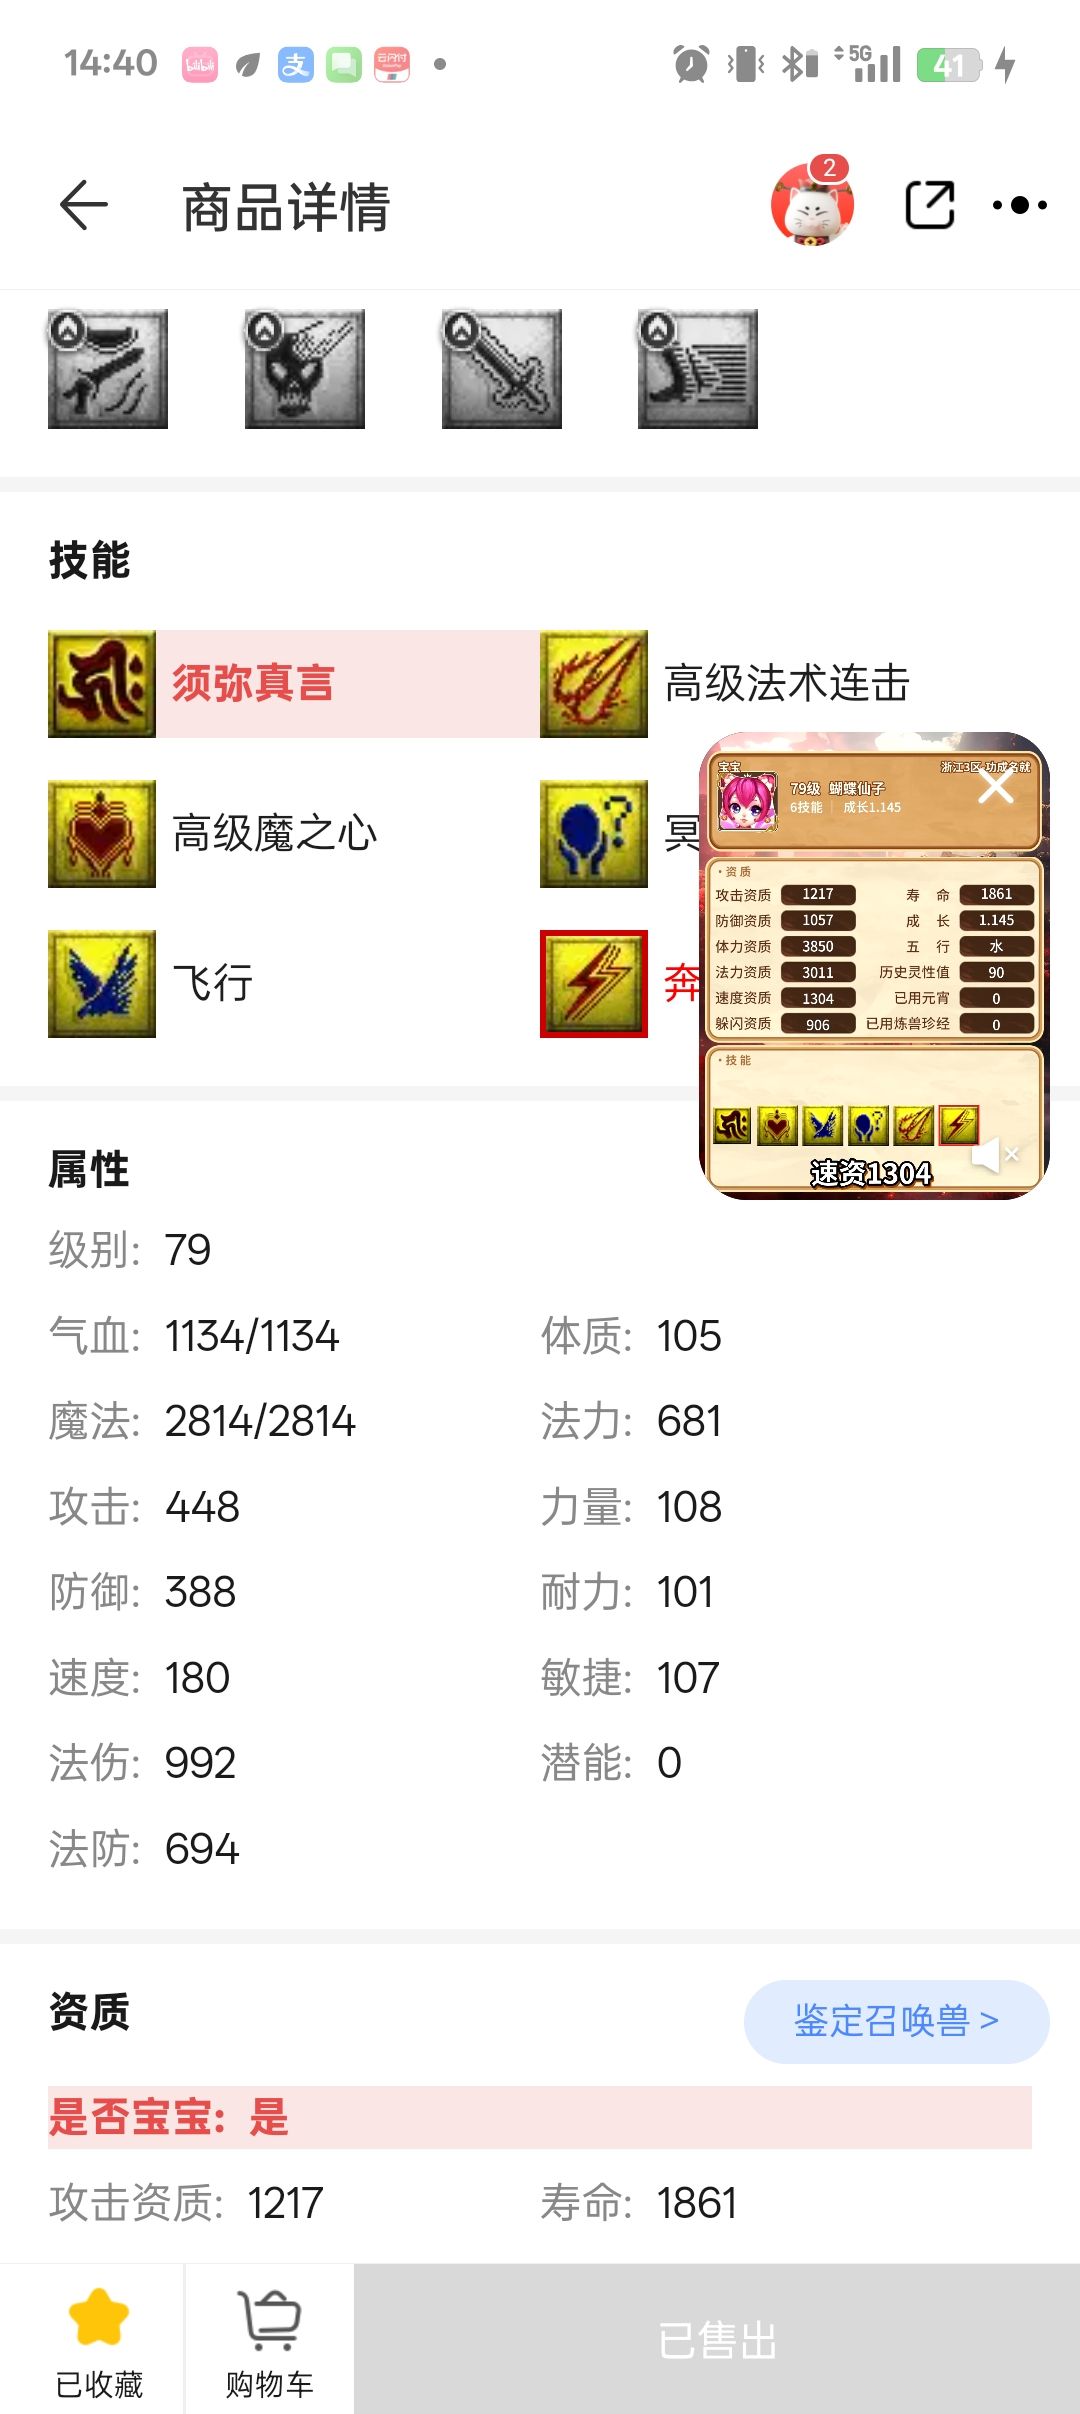 14:40
bilibili
支
云闪付
5G
41
商品详情
2
技能
须弥真言
高级法术连击
高级魔之心
冥
飞行
奔
宝宝
浙江3区-功成名就
79级 蝴蝶仙子
6技能 成长1.145
·资质
攻击资质 1217 寿命 1861
防御资质 1057 成长 1.145
体力资质 3850 五行 水
法力资质 3011 历史灵性值 90
速度资质 1304 已用元宵 0
躲闪资质 906 已用炼兽珍经 0
·技能
速资1304
属性
级别: 79
气血: 1134/1134 体质: 105
魔法: 2814/2814 法力: 681
攻击: 448 力量: 108
防御: 388 耐力: 101
速度: 180 敏捷: 107
法伤: 992 潜能: 0
法防: 694
资质
鉴定召唤兽 >
是否宝宝: 是
攻击资质: 1217 寿命: 1861
已收藏
购物车
已售出